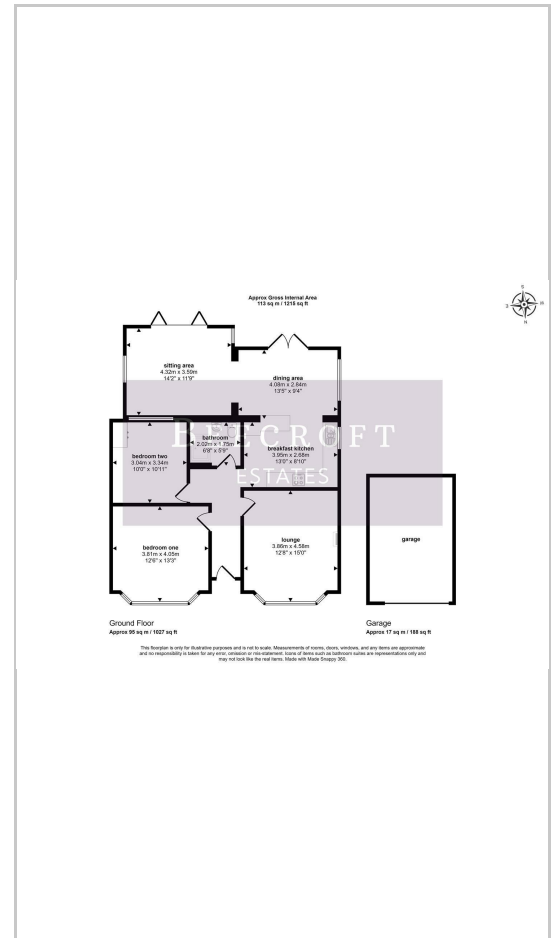 Approx Gross Internal Area
113 sq m / 1215 sq ft
S
W
N
sitting area
4.32m x 3.59m
14'2" x 11'9"
dining area
4.08m x 2.84m
13'5" x 9'4"
BEECROFT
ESTATES
bathroom
2.02m x 1.75m
6'8" x 5'9"
bedroom two
3.04m x 3.34m
10'0" x 10'11"
breakfast kitchen
3.95m x 2.68m
13'0" x 8'10"
bedroom one
3.81m x 4.05m
12'6" x 13'3"
lounge
3.86m x 4.58m
12'8" x 15'0"
garage
Ground Floor
Approx 95 sq m / 1027 sq ft
Garage
Approx 17 sq m / 188 sq ft
This floorplan is only for illustrative purposes and is not to scale. Measurements of rooms, doors, windows, and any items are approximate
and no responsibility is taken for any error, omission or mis-statement. Icons of items such as bathroom suites are representations only and
may not look like the real items. Made with Made Snappy 360.